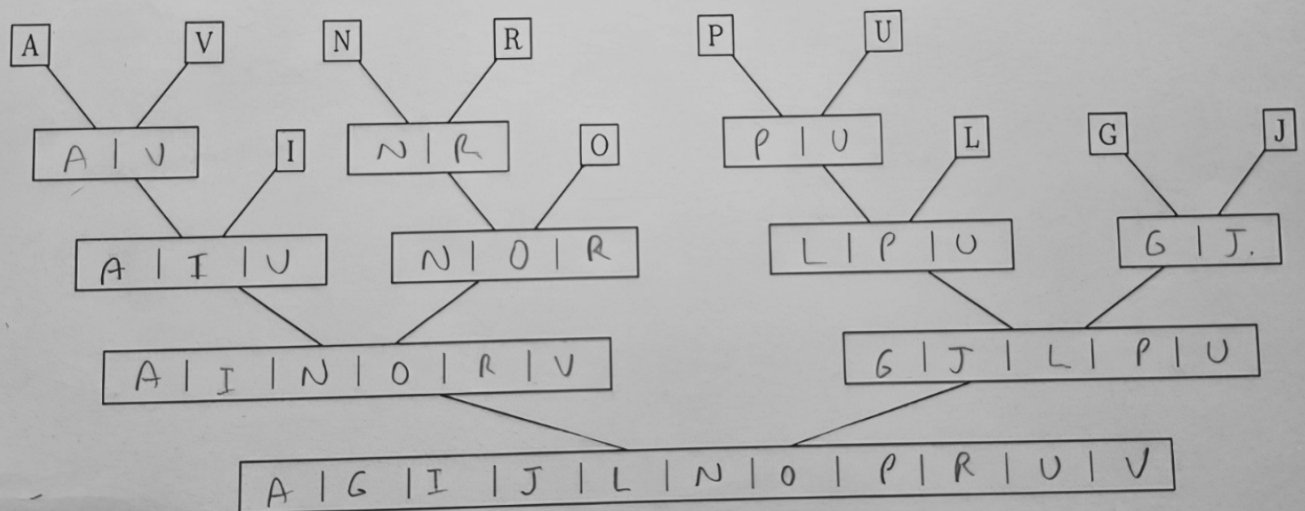 A V N R P U
A | V I N | R O P | U L G J
A | I | V N | O | R L | P | U G | J.
A | I | N | O | R | V G | J | L | P | U
A | G | I | J | L | N | O | P | R | U | V